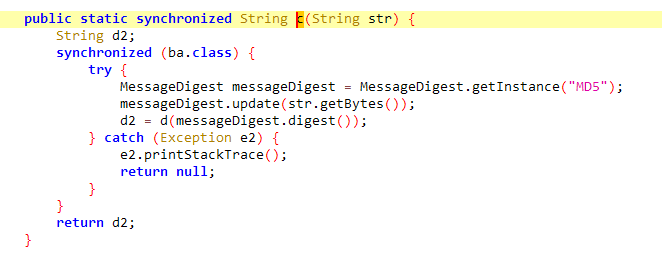 public static synchronized String c(String str) {
    String d2;
    synchronized (ba.class) {
        try {
            MessageDigest messageDigest = MessageDigest.getInstance("MD5");
            messageDigest.update(str.getBytes());
            d2 = d(messageDigest.digest());
        } catch (Exception e2) {
            e2.printStackTrace();
            return null;
        }
    }
    return d2;
}